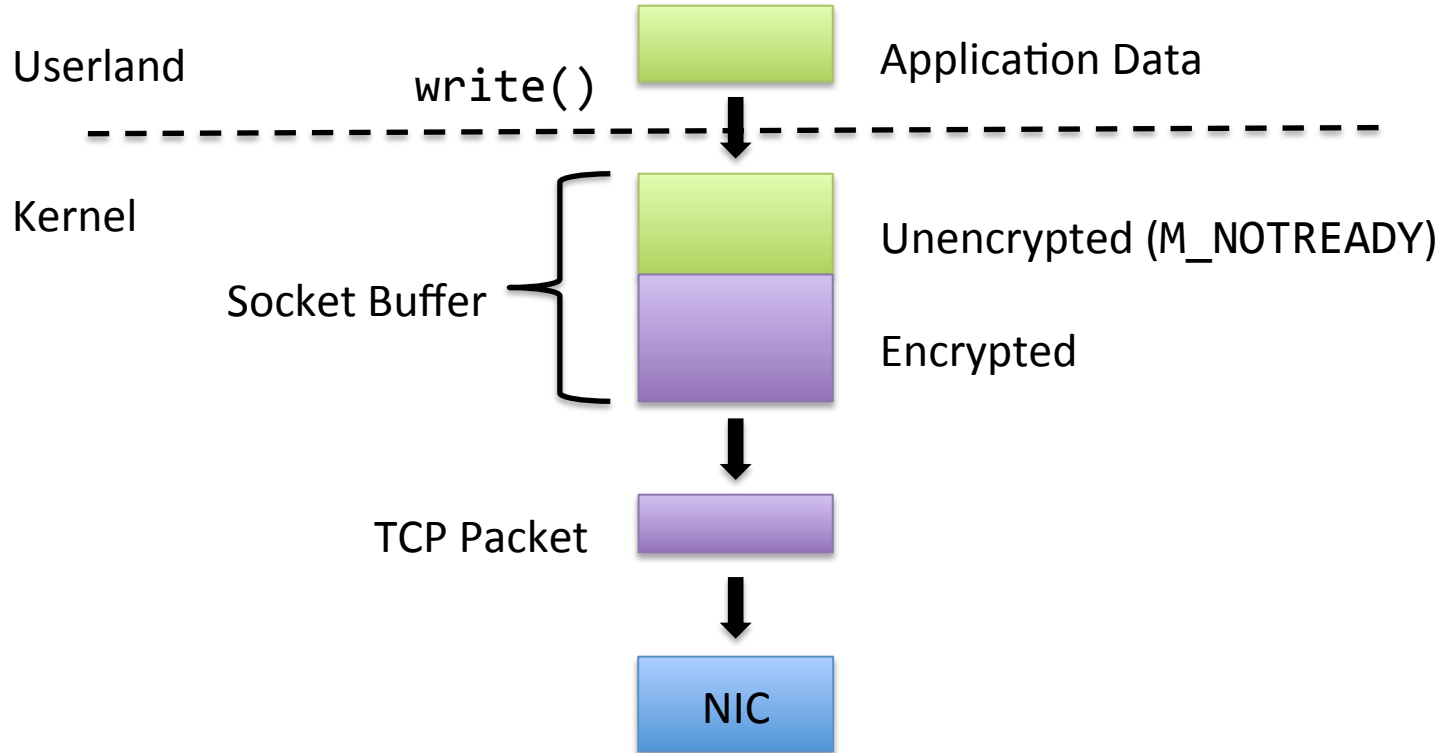 Userland
write()
Application Data
Kernel
Unencrypted (M_NOTREADY)
Socket Buffer
Encrypted
TCP Packet
NIC